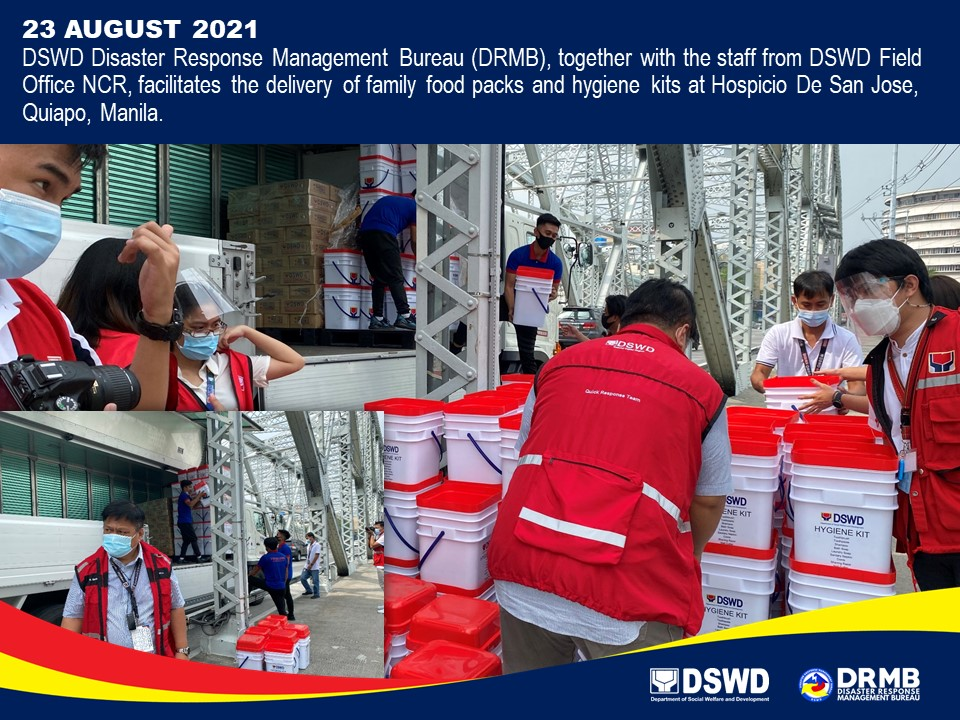 23 AUGUST 2021
DSWD Disaster Response Management Bureau (DRMB), together with the staff from DSWD Field
Office NCR, facilitates the delivery of family food packs and hygiene kits at Hospicio De San Jose,
Quiapo, Manila.
DSWD
Quick Response Team
HYGIENE KIT
DSWD
HYGIENE KIT
DSWD
HYGIENE KIT
DSWD
HYGIENE KIT
DSWD
Department of Social Welfare and Development
DRMB
DISASTER RESPONSE
MANAGEMENT BUREAU